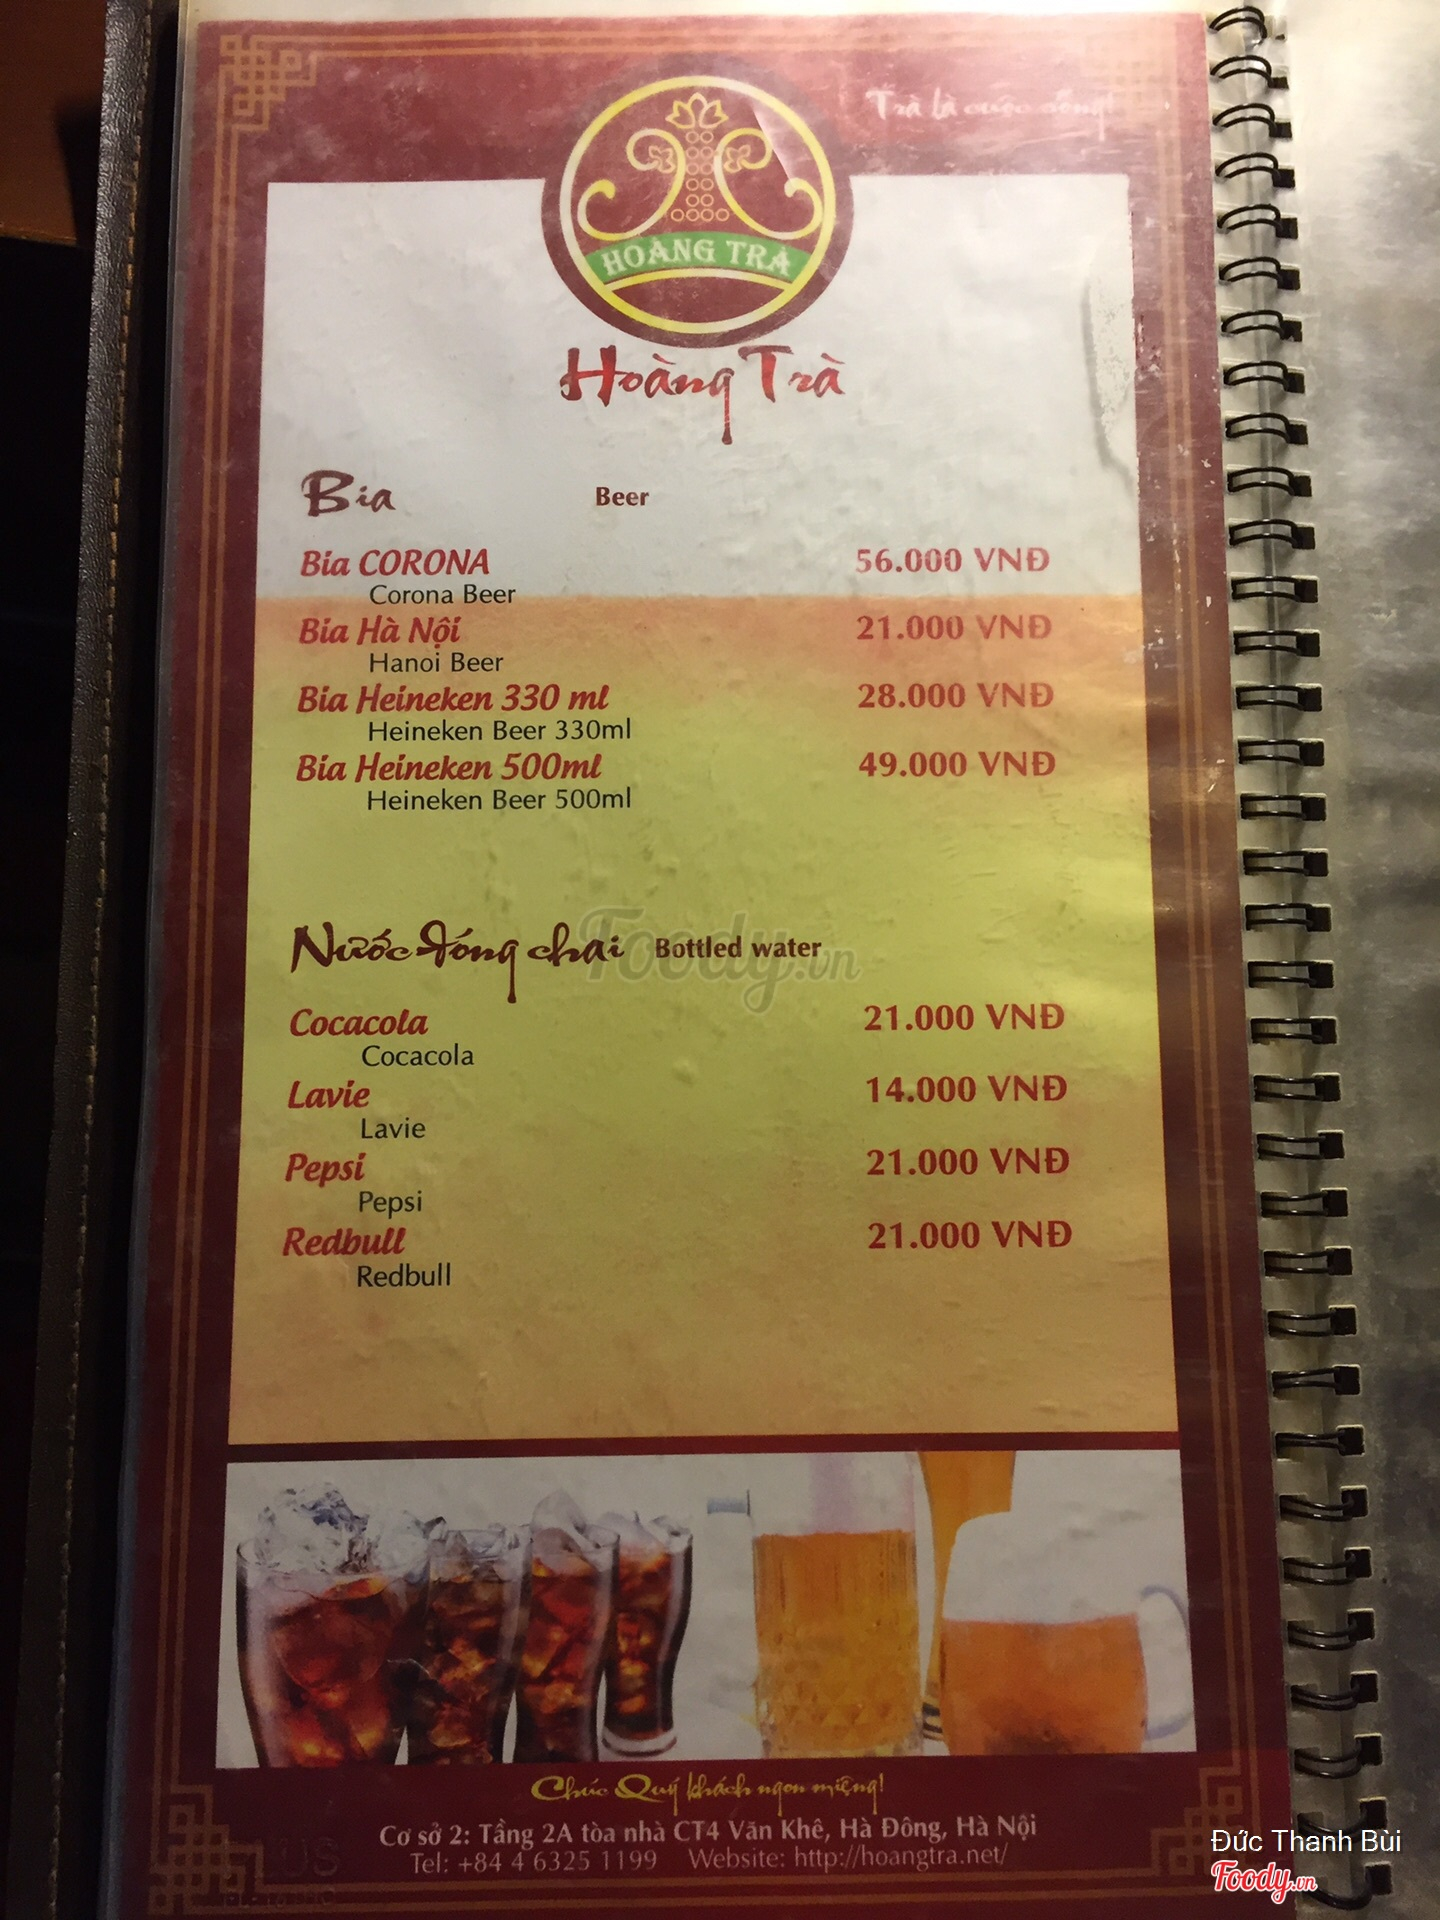 Trà là cuộc sống!
HOÀNG TRÀ
Hoàng Trà
Bia Beer
Bia CORONA 56.000 VNĐ
Corona Beer
Bia Hà Nội 21.000 VNĐ
Hanoi Beer
Bia Heineken 330 ml 28.000 VNĐ
Heineken Beer 330ml
Bia Heineken 500ml 49.000 VNĐ
Heineken Beer 500ml
Nước đóng chai Bottled water
Foody.vn
Cocacola 21.000 VNĐ
Cocacola
Lavie 14.000 VNĐ
Lavie
Pepsi 21.000 VNĐ
Pepsi
Redbull 21.000 VNĐ
Redbull
Chúc Quý khách ngon miệng!
Cơ sở 2: Tầng 2A tòa nhà CT4 Văn Khê, Hà Đông, Hà Nội
Tel: +84 4 6325 1199 Website: http://hoangtra.net/
Đức Thanh Bùi
Foody.vn